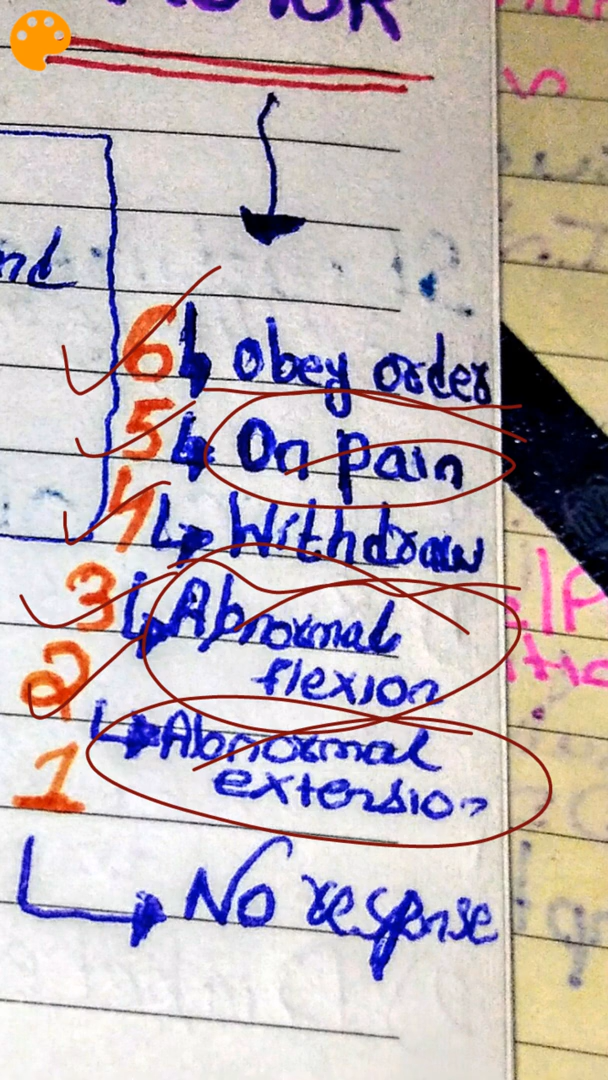 6 Obey order
5 On pain
4 Withdraw
3 Abnormal
flexion
2 Abnormal
extension
1
No response